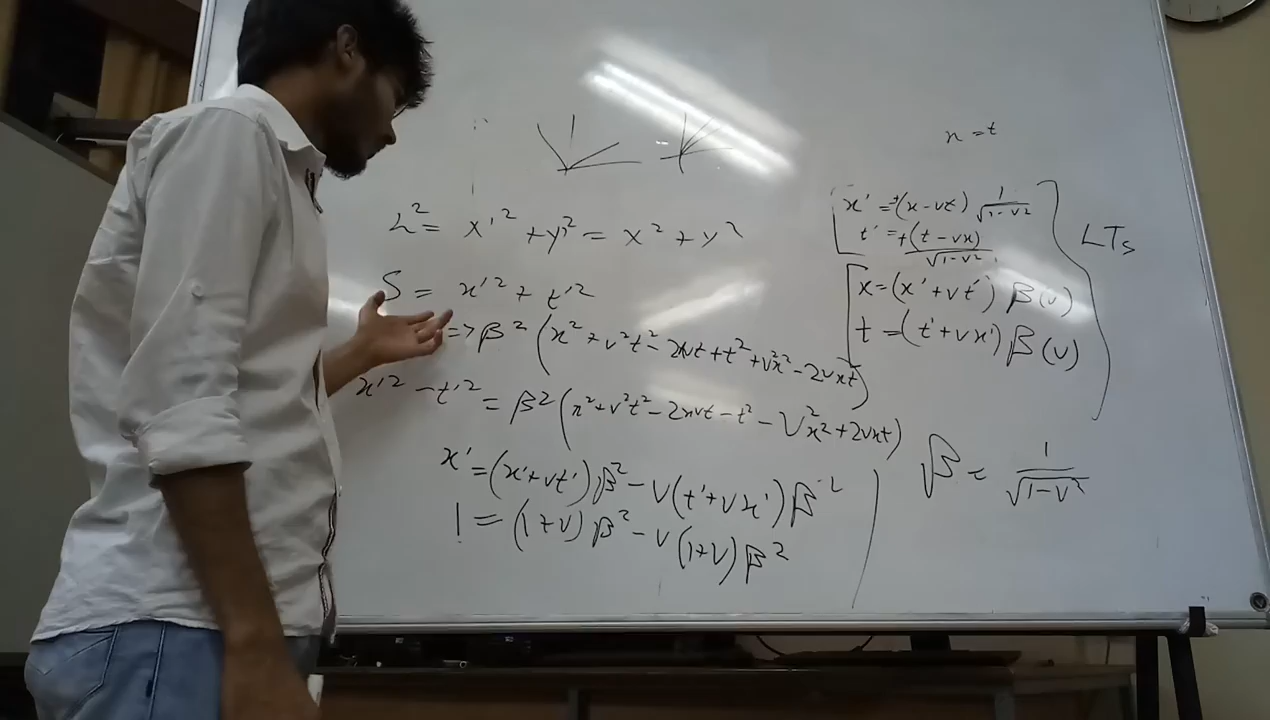 x = t
L² = x'² + y'² = x² + y²
S = x'² + t'²
=> β² (x² + v²t² - 2xvt + t² + v²x² - 2vxt)
x'² - t'² = β² (x² + v²t² - 2xvt - t² - V²x² + 2vxt)
x' = (x' + vt')β² - V(t' + vx')β²
1 = (1+v)β² - V(1+V)β²
x' = +(x - vt) 1/√1-v²
t' = +(t - vx)/√1-v²
x = (x' + vt')β(v)
t = (t' + vx')β(v)
LTs
β = 1/√1-v²